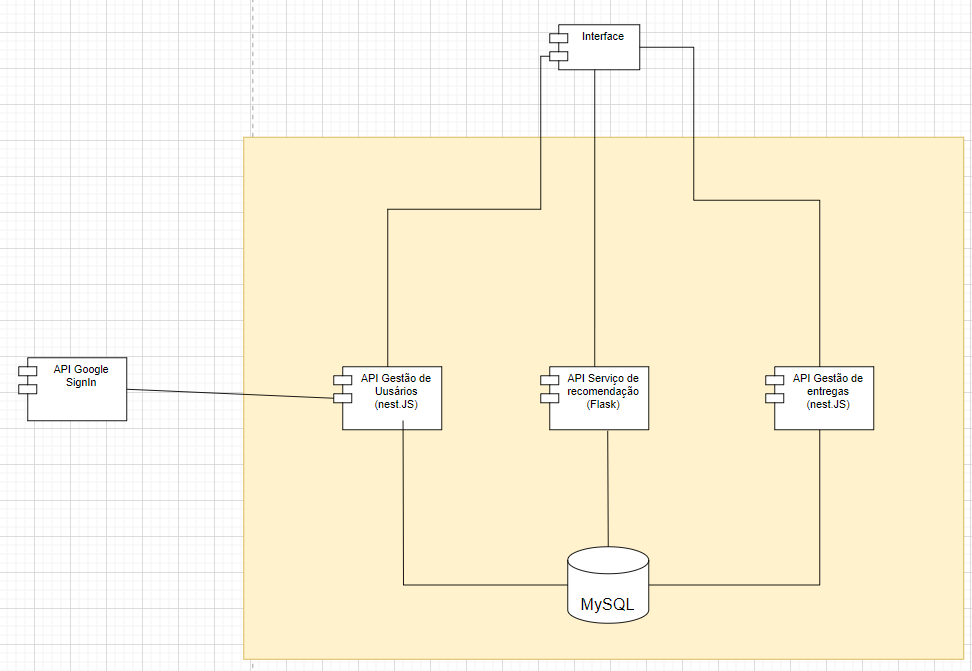 Interface
API Google
SignIn
API Gestão de
Uusários
(nest.JS)
API Serviço de
recomendação
(Flask)
API Gestão de
entregas
(nest.JS)
MySQL